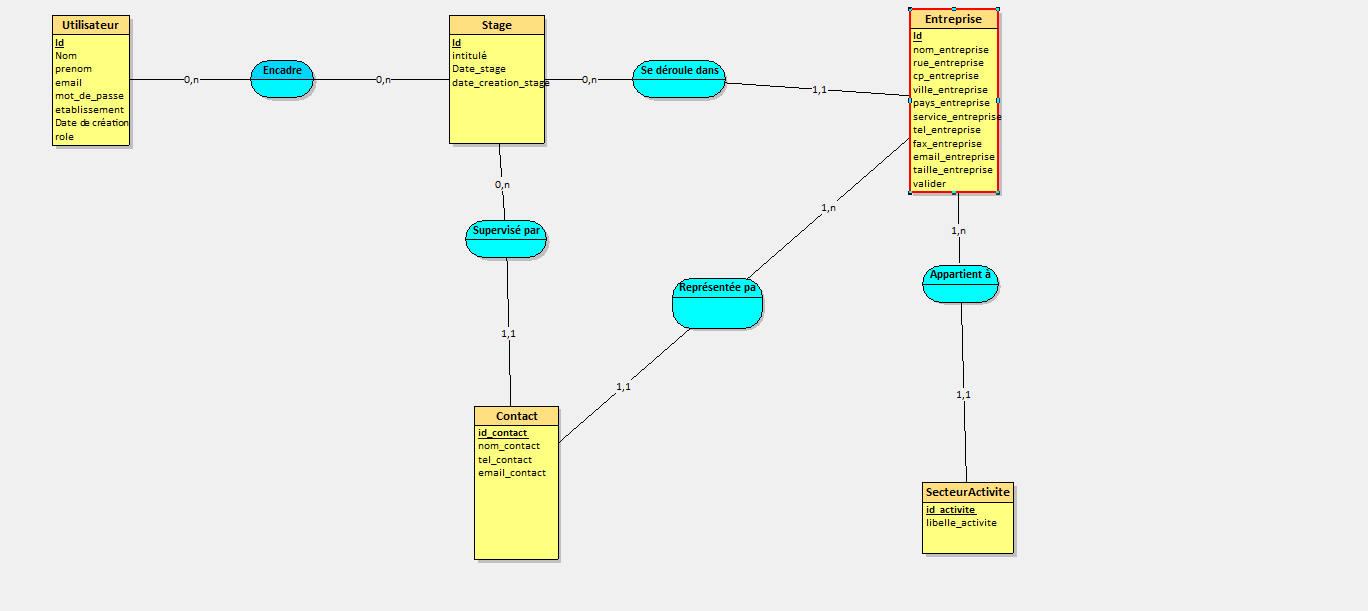 Utilisateur
Id
Nom
prenom
email
mot_de_passe
etablissement
Date de création
role
0,n
Encadre
0,n
Stage
Id
intitulé
Date_stage
date_creation_stage
0,n
Se déroule dans
1,1
Entreprise
Id
nom_entreprise
rue_entreprise
cp_entreprise
ville_entreprise
pays_entreprise
service_entreprise
tel_entreprise
fax_entreprise
email_entreprise
taille_entreprise
valider
0,n
Supervisé par
1,1
1,n
Représentée pa
1,1
1,n
Appartient à
1,1
Contact
id_contact
nom_contact
tel_contact
email_contact
SecteurActivite
id_activite
libelle_activite